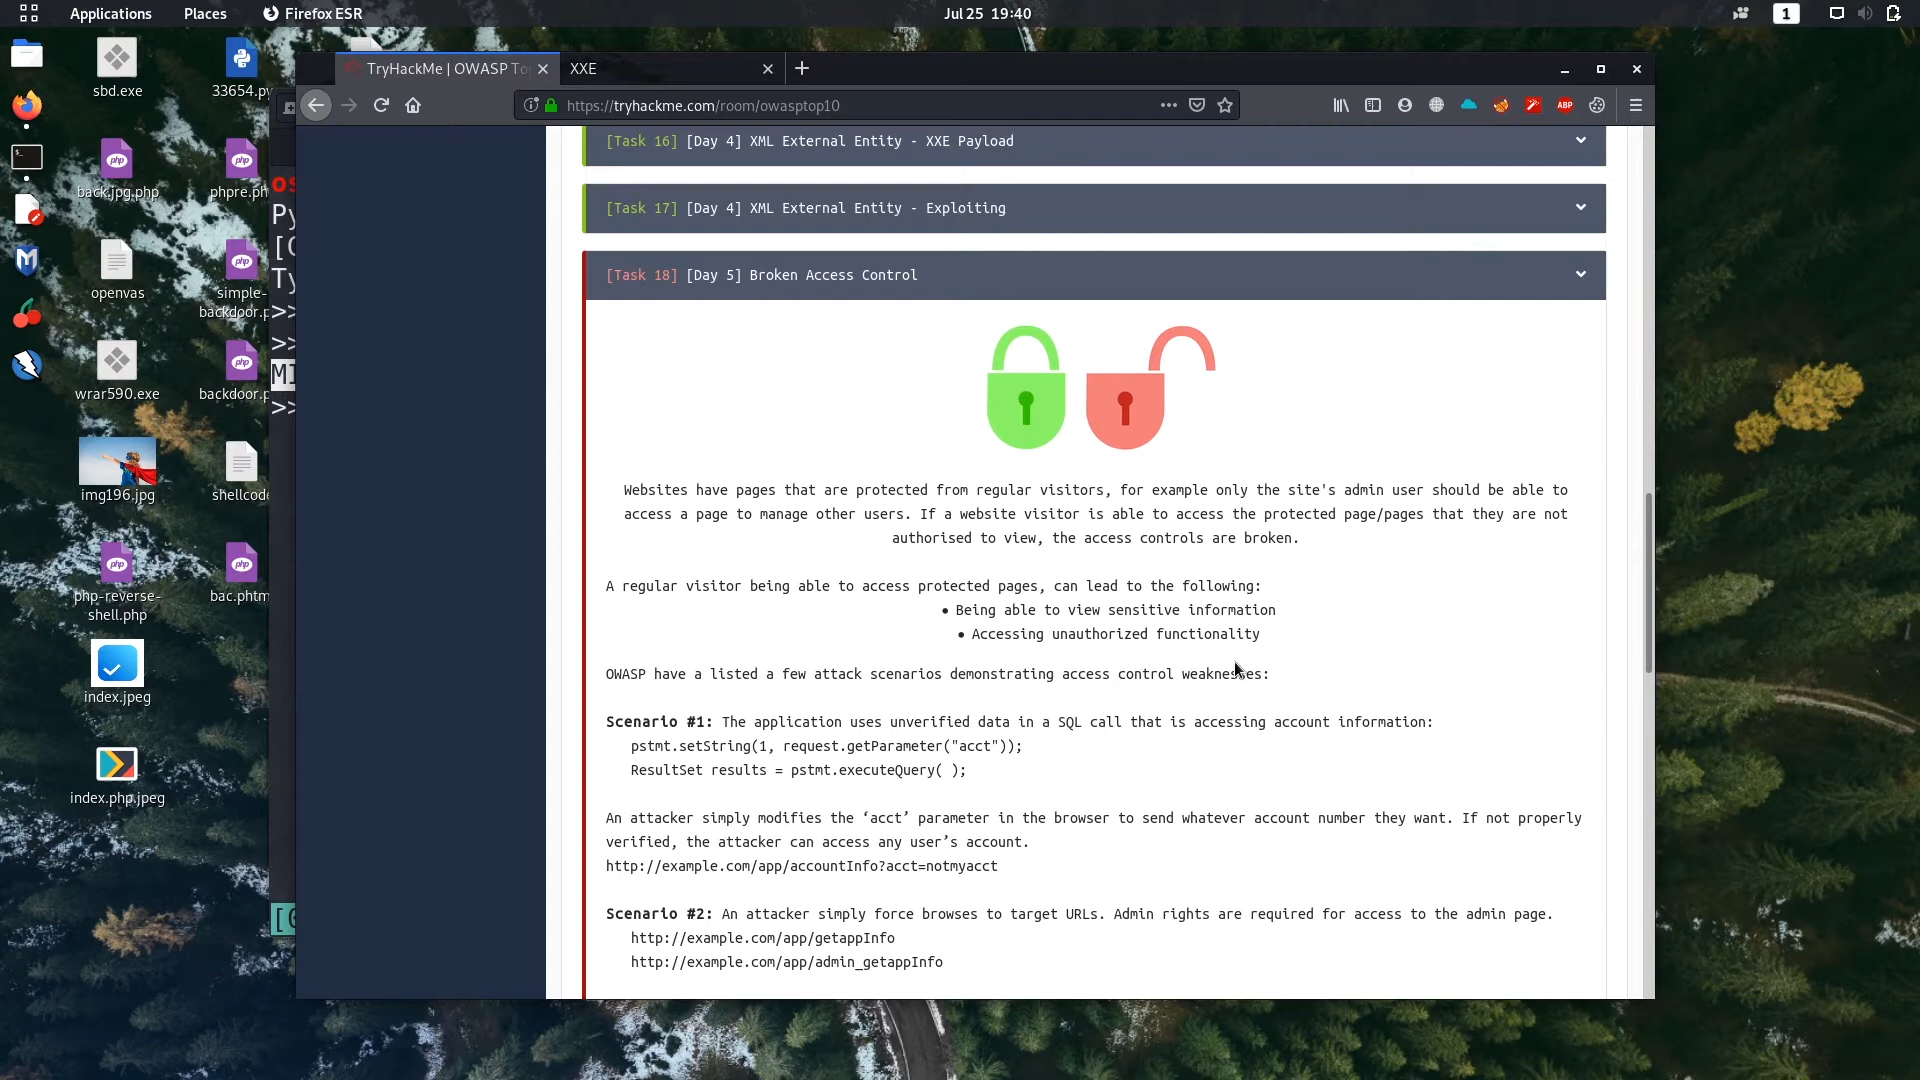 Applications Places Firefox ESR Jul 25 19:40 1
sbd.exe
33654.py
back.jpg.php
phpre.ph
openvas
simple-
backdoor.p
wrar590.exe
backdoor.p
img196.jpg
shellcode
php-reverse-
shell.php
bac.phtm
index.jpeg
index.php.jpeg
os
Py
[G
Ty
>>
>>
>>
TryHackMe | OWASP To
XXE
https://tryhackme.com/room/owasptop10
ABP
[Task 16] [Day 4] XML External Entity - XXE Payload
[Task 17] [Day 4] XML External Entity - Exploiting
[Task 18] [Day 5] Broken Access Control
Websites have pages that are protected from regular visitors, for example only the site's admin user should be able to
access a page to manage other users. If a website visitor is able to access the protected page/pages that they are not
authorised to view, the access controls are broken.
A regular visitor being able to access protected pages, can lead to the following:
• Being able to view sensitive information
• Accessing unauthorized functionality
OWASP have a listed a few attack scenarios demonstrating access control weaknesses:
Scenario #1: The application uses unverified data in a SQL call that is accessing account information:
pstmt.setString(1, request.getParameter("acct"));
ResultSet results = pstmt.executeQuery( );
An attacker simply modifies the ‘acct’ parameter in the browser to send whatever account number they want. If not properly
verified, the attacker can access any user’s account.
http://example.com/app/accountInfo?acct=notmyacct
Scenario #2: An attacker simply force browses to target URLs. Admin rights are required for access to the admin page.
http://example.com/app/getappInfo
http://example.com/app/admin_getappInfo